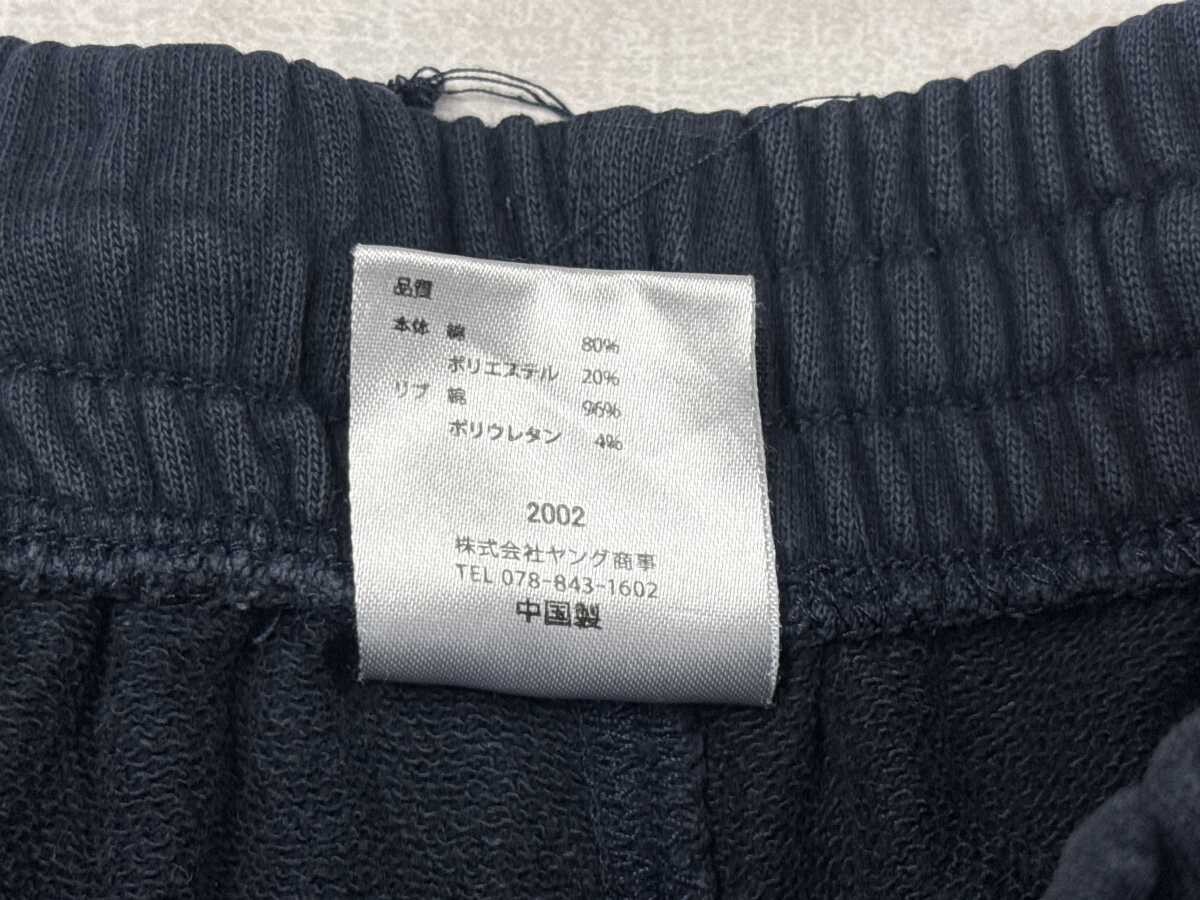 品質
本体 綿 80%
ポリエステル 20%
リブ 綿 96%
ポリウレタン 4%
2002
株式会社ヤング商事
TEL 078-843-1602
中国製